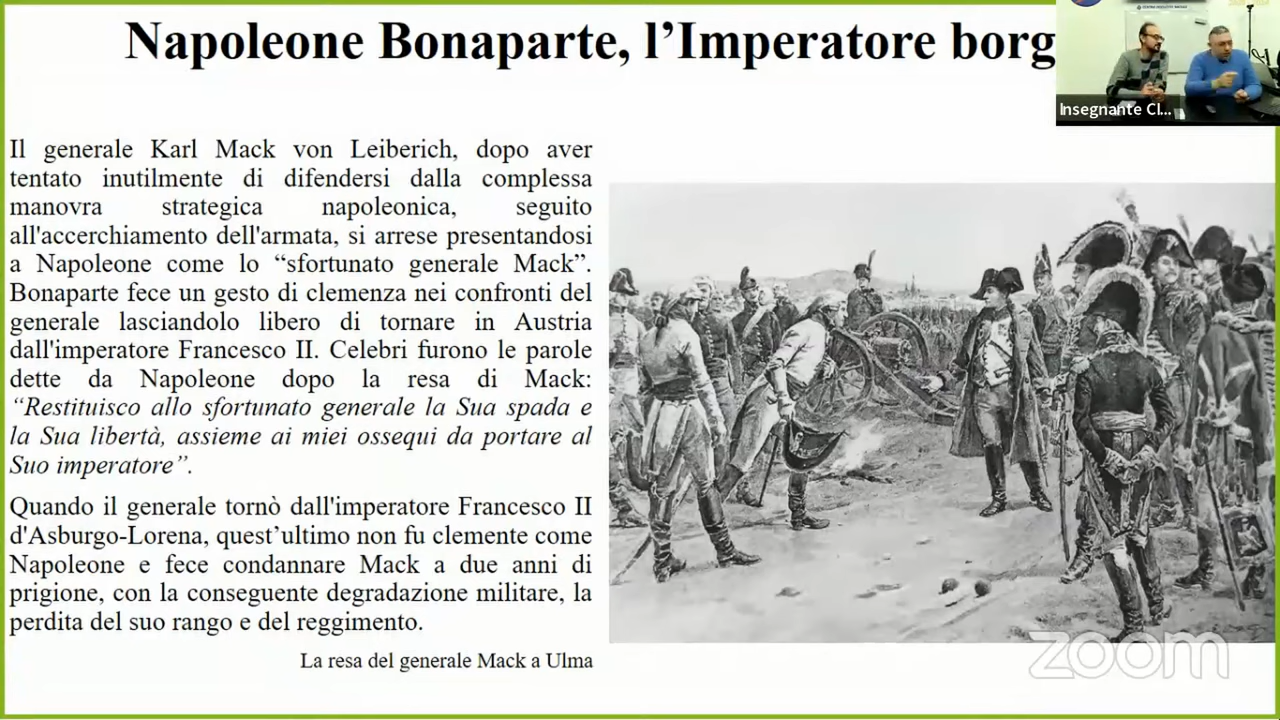 Napoleone Bonaparte, l’Imperatore borg
Insegnante Cl...
Il generale Karl Mack von Leiberich, dopo aver
tentato inutilmente di difendersi dalla complessa
manovra strategica napoleonica, seguito
all'accerchiamento dell'armata, si arrese presentandosi
a Napoleone come lo “sfortunato generale Mack”.
Bonaparte fece un gesto di clemenza nei confronti del
generale lasciandolo libero di tornare in Austria
dall'imperatore Francesco II. Celebri furono le parole
dette da Napoleone dopo la resa di Mack:
“Restituisco allo sfortunato generale la Sua spada e
la Sua libertà, assieme ai miei ossequi da portare al
Suo imperatore”.
Quando il generale tornò dall'imperatore Francesco II
d'Asburgo-Lorena, quest’ultimo non fu clemente come
Napoleone e fece condannare Mack a due anni di
prigione, con la conseguente degradazione militare, la
perdita del suo rango e del reggimento.
La resa del generale Mack a Ulma
zoom